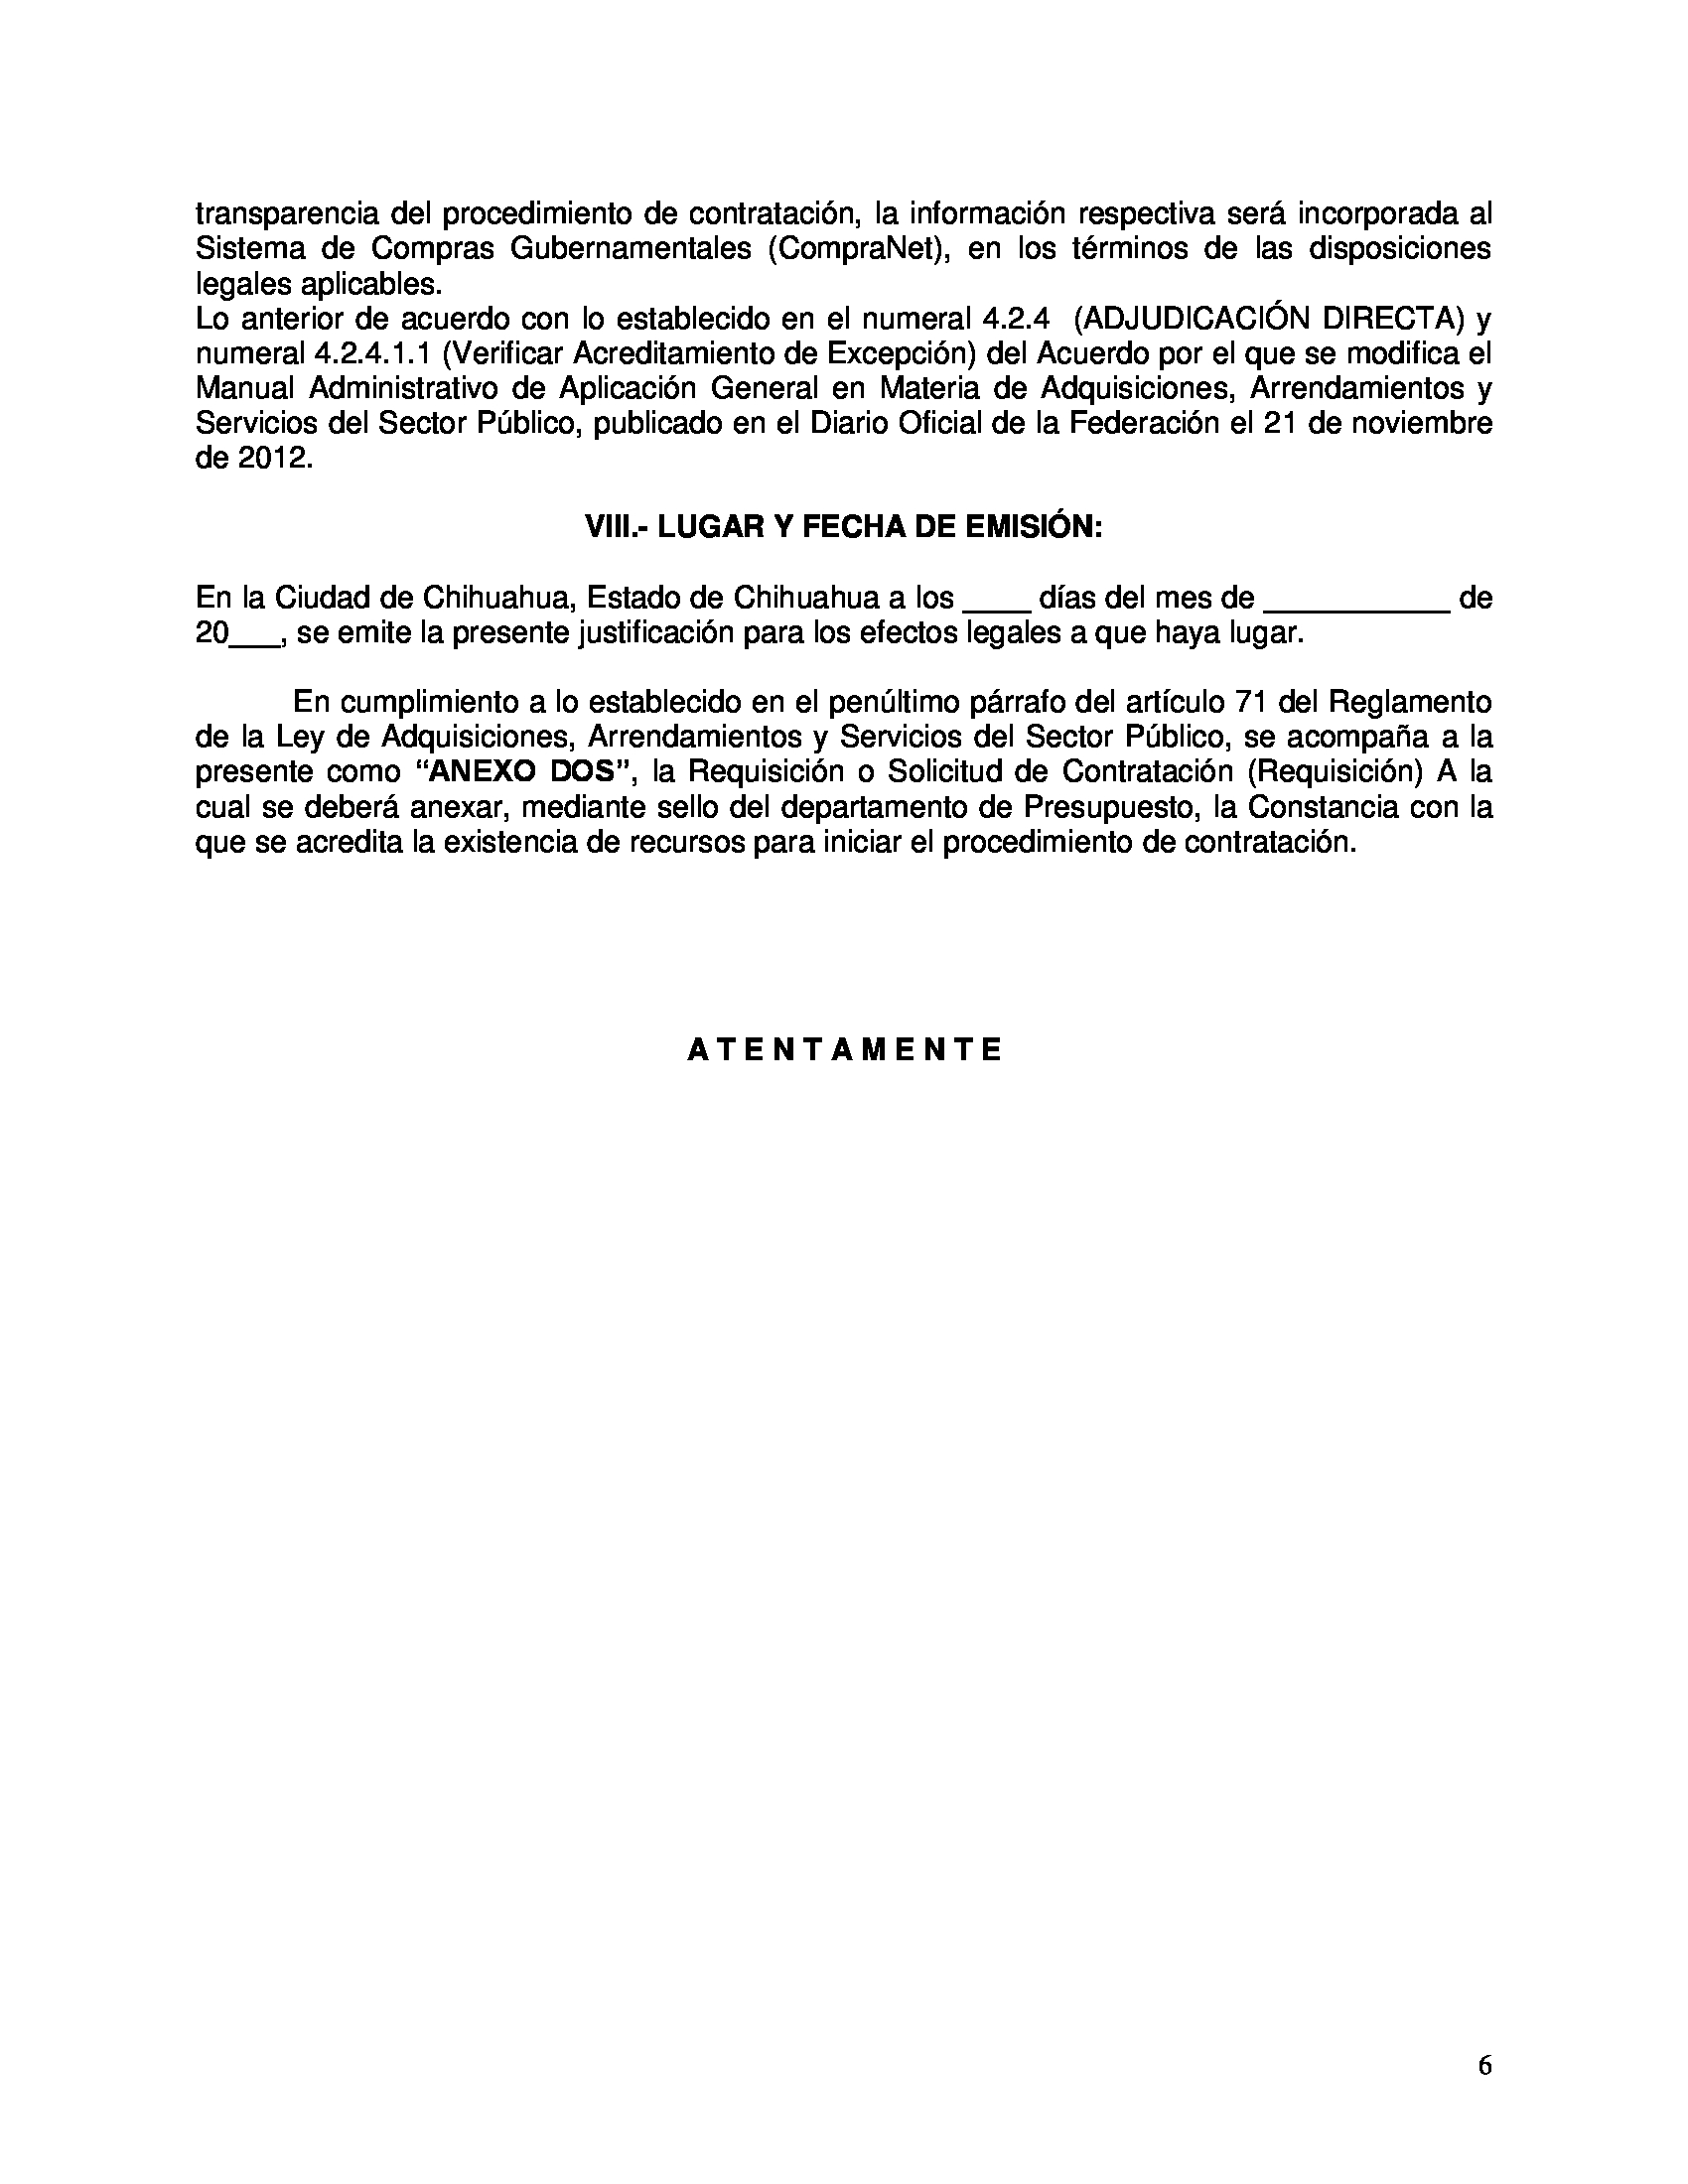 transparencia del procedimiento de contratación, la información respectiva será incorporada al
Sistema de Compras Gubernamentales (CompraNet), en los términos de las disposiciones
legales aplicables.
Lo anterior de acuerdo con lo establecido en el numeral 4.2.4  (ADJUDICACIÓN DIRECTA) y
numeral 4.2.4.1.1 (Verificar Acreditamiento de Excepción) del Acuerdo por el que se modifica el
Manual Administrativo de Aplicación General en Materia de Adquisiciones, Arrendamientos y
Servicios del Sector Público, publicado en el Diario Oficial de la Federación el 21 de noviembre
de 2012.
VIII.- LUGAR Y FECHA DE EMISIÓN:
En la Ciudad de Chihuahua, Estado de Chihuahua a los ____ días del mes de ___________ de
20___, se emite la presente justificación para los efectos legales a que haya lugar.
En cumplimiento a lo establecido en el penúltimo párrafo del artículo 71 del Reglamento
de la Ley de Adquisiciones, Arrendamientos y Servicios del Sector Público, se acompaña a la
presente como “ANEXO DOS”, la Requisición o Solicitud de Contratación (Requisición) A la
cual se deberá anexar, mediante sello del departamento de Presupuesto, la Constancia con la
que se acredita la existencia de recursos para iniciar el procedimiento de contratación.
A T E N T A M E N T E
6